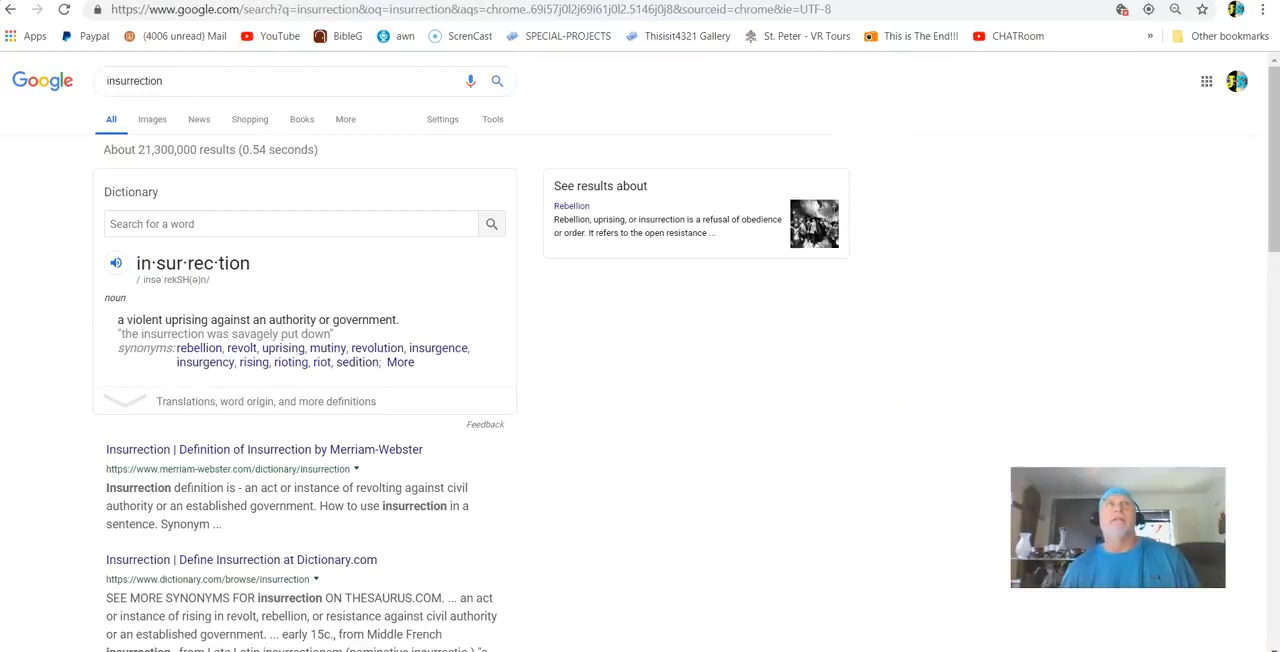 https://www.google.com/search?q=insurrection&oq=insurrection&aqs=chrome..69i57j0l2j69i61j0l2.5146j0j8&sourceid=chrome&ie=UTF-8
Apps Paypal (4006 unread) Mail YouTube BibleG awn ScrenCast SPECIAL-PROJECTS Thisisit4321 Gallery St. Peter - VR Tours This is The End!!! CHATRoom » Other bookmarks
Google insurrection
All Images News Shopping Books More Settings Tools
About 21,300,000 results (0.54 seconds)
Dictionary
Search for a word
in·sur·rec·tion
/ˌinsəˈrekSH(ə)n/
noun
a violent uprising against an authority or government.
"the insurrection was savagely put down"
synonyms: rebellion, revolt, uprising, mutiny, revolution, insurgence,
insurgency, rising, rioting, riot, sedition; More
Translations, word origin, and more definitions
Feedback
See results about
Rebellion
Rebellion, uprising, or insurrection is a refusal of obedience
or order. It refers to the open resistance ...
Insurrection | Definition of Insurrection by Merriam-Webster
https://www.merriam-webster.com/dictionary/insurrection
Insurrection definition is - an act or instance of revolting against civil
authority or an established government. How to use insurrection in a
sentence. Synonym ...
Insurrection | Define Insurrection at Dictionary.com
https://www.dictionary.com/browse/insurrection
SEE MORE SYNONYMS FOR insurrection ON THESAURUS.COM. ... an act
or instance of rising in revolt, rebellion, or resistance against civil authority
or an established government. ... early 15c., from Middle French
insurrection, from Late Latin insurrectionem (nominative insurrectio ) "a